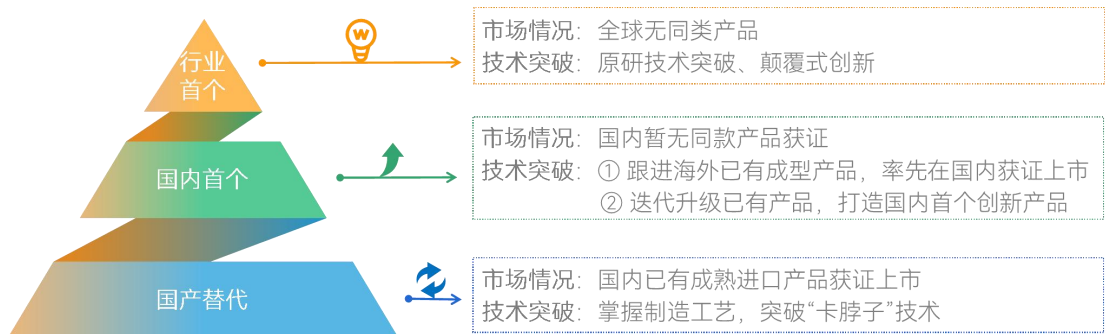 行业
首个
W
市场情况：全球无同类产品
技术突破：原研技术突破、颠覆式创新
国内首个
市场情况：国内暂无同款产品获证
技术突破：① 跟进海外已有成型产品，率先在国内获证上市
② 迭代升级已有产品，打造国内首个创新产品
国产替代
市场情况：国内已有成熟进口产品获证上市
技术突破：掌握制造工艺，突破“卡脖子”技术